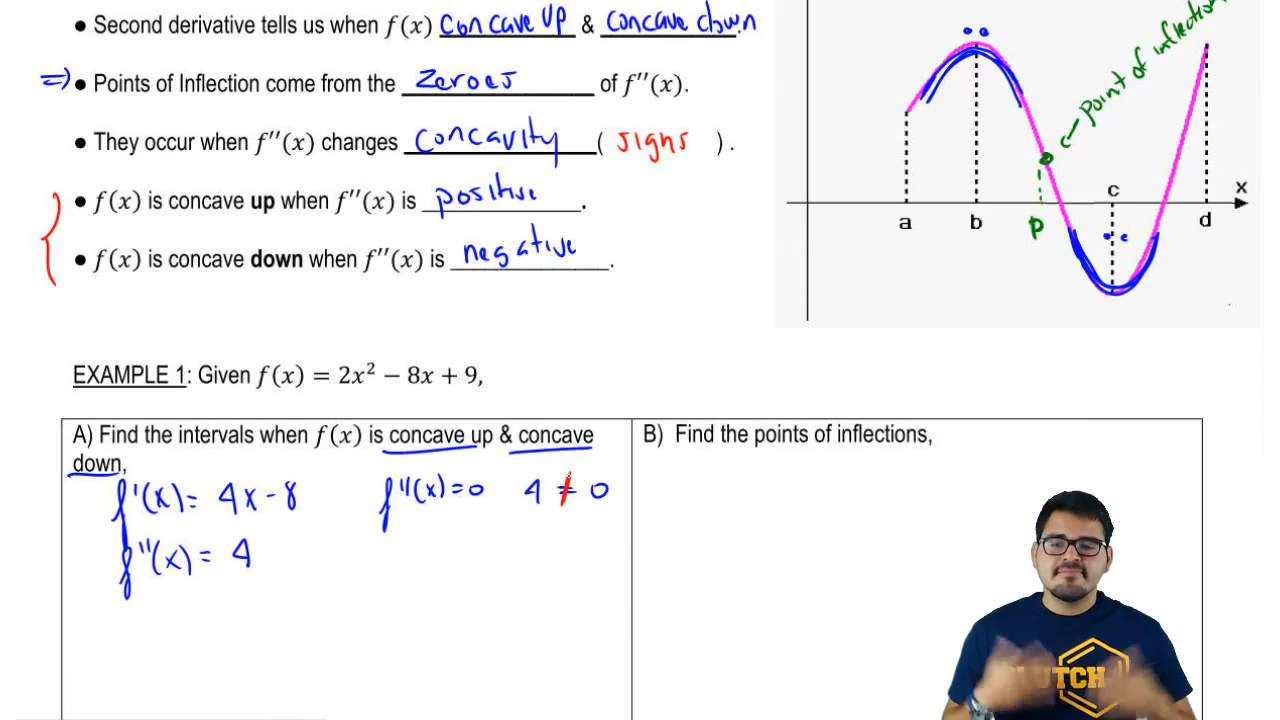 • Second derivative tells us when f(x) Concave Up & Concave down.
⇒ • Points of Inflection come from the Zeroes of f′′(x).
• They occur when f′′(x) changes Concavity ( signs ).
• f(x) is concave up when f′′(x) is positive.
• f(x) is concave down when f′′(x) is negative.
← point of inflection
a b p c d x
EXAMPLE 1: Given f(x) = 2x² − 8x + 9,
A) Find the intervals when f(x) is concave up & concave
down,
f'(x) = 4x - 8
f''(x) = 4
f''(x) = 0 4 ≠ 0
B) Find the points of inflections,
UTCH